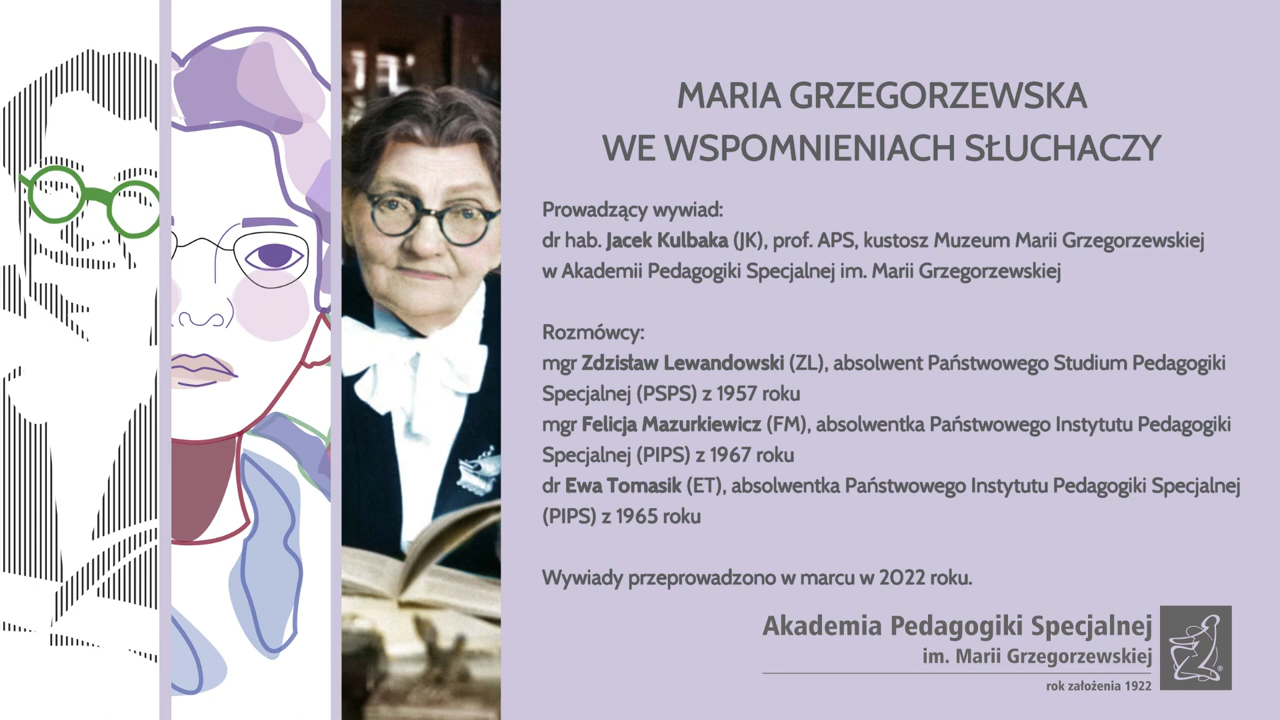 MARIA GRZEGORZEWSKA
WE WSPOMNIENIACH SŁUCHACZY
Prowadzący wywiad:
dr hab. Jacek Kulbaka (JK), prof. APS, kustosz Muzeum Marii Grzegorzewskiej
w Akademii Pedagogiki Specjalnej im. Marii Grzegorzewskiej
Rozmówcy:
mgr Zdzisław Lewandowski (ZL), absolwent Państwowego Studium Pedagogiki
Specjalnej (PSPS) z 1957 roku
mgr Felicja Mazurkiewicz (FM), absolwentka Państwowego Instytutu Pedagogiki
Specjalnej (PIPS) z 1967 roku
dr Ewa Tomasik (ET), absolwentka Państwowego Instytutu Pedagogiki Specjalnej
(PIPS) z 1965 roku
Wywiady przeprowadzono w marcu w 2022 roku.
Akademia Pedagogiki Specjalnej
im. Marii Grzegorzewskiej
rok założenia 1922
®